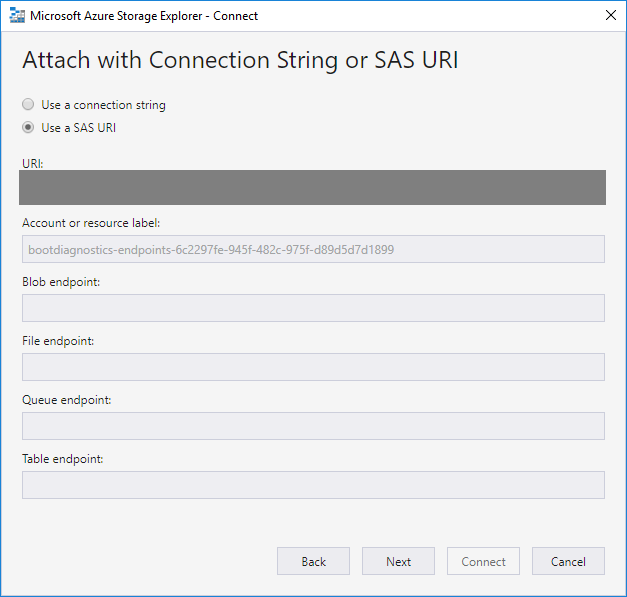 Microsoft Azure Storage Explorer - Connect
Attach with Connection String or SAS URI
Use a connection string
Use a SAS URI
URI:
Account or resource label:
bootdiagnostics-endpoints-6c2297fe-945f-482c-975f-d89d5d7d1899
Blob endpoint:
File endpoint:
Queue endpoint:
Table endpoint:
Back Next Connect Cancel